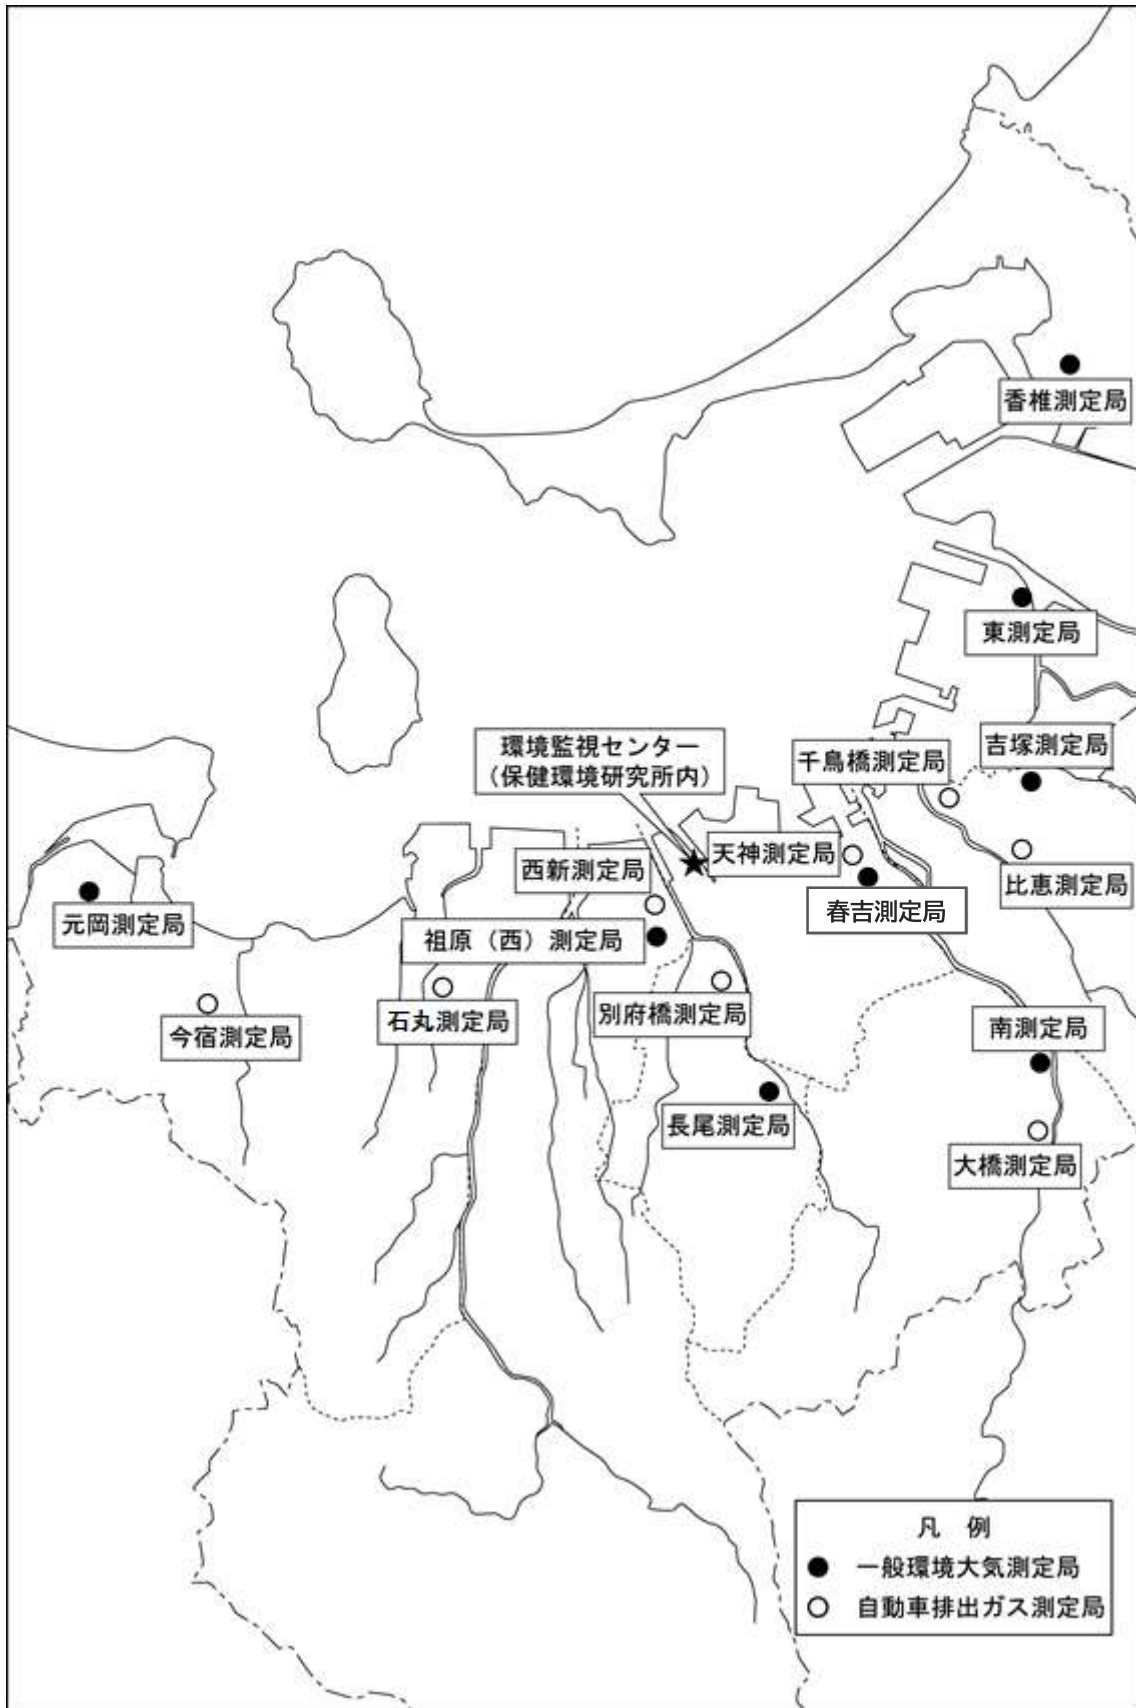 香椎測定局
東測定局
吉塚測定局
環境監視センター
（保健環境研究所内）
千鳥橋測定局
天神測定局
西新測定局
比恵測定局
元岡測定局
春吉測定局
祖原（西）測定局
今宿測定局
石丸測定局
別府橋測定局
南測定局
長尾測定局
大橋測定局
凡 例
一般環境大気測定局
自動車排出ガス測定局